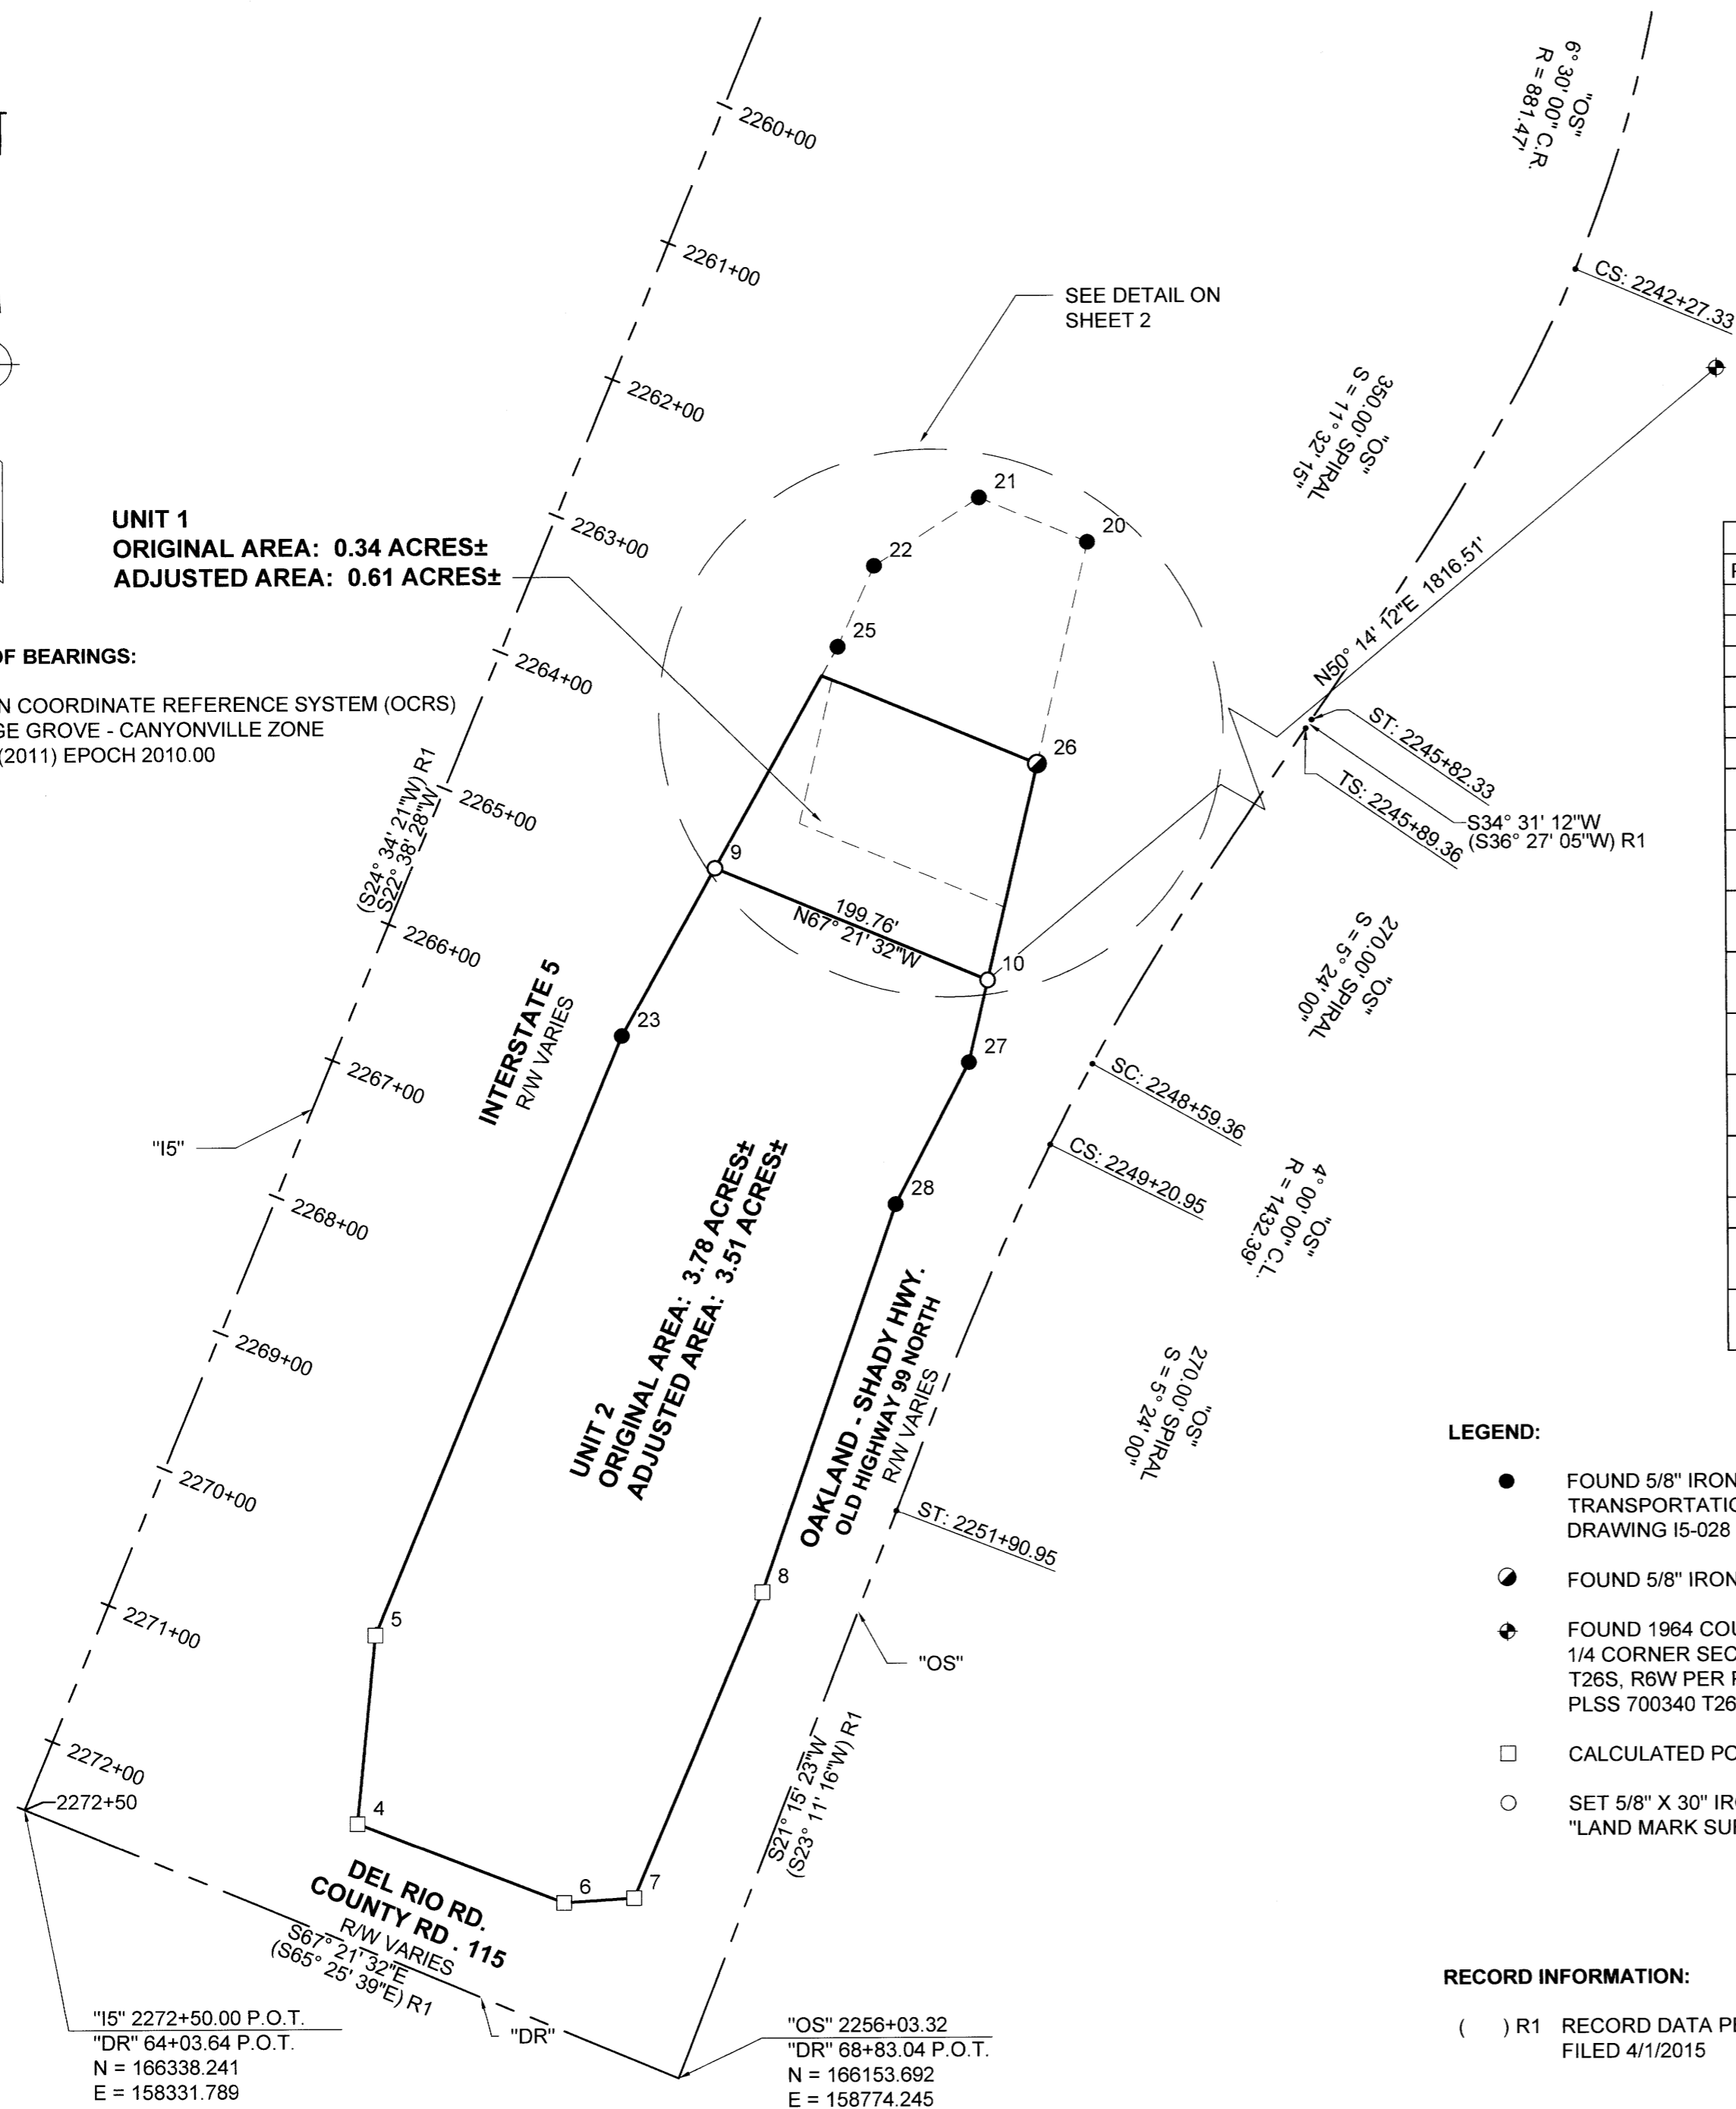 2260+00
2261+00
2262+00
2263+00
2264+00
2265+00
2266+00
2267+00
2268+00
2269+00
2270+00
2271+00
2272+00
2272+50
"OS"
6° 30' 00" C.R.
R = 881.47'
CS: 2242+27.33
SEE DETAIL ON
SHEET 2
"OS"
350.00' SPIRAL
S = 11° 32' 15"
UNIT 1
ORIGINAL AREA: 0.34 ACRES±
ADJUSTED AREA: 0.61 ACRES±
21
20
22
25
26
9
10
23
27
28
5
8
4
6
7
OF BEARINGS:
N COORDINATE REFERENCE SYSTEM (OCRS)
GE GROVE - CANYONVILLE ZONE
(2011) EPOCH 2010.00
N50° 14' 12"E 1816.51'
ST: 2245+82.33
TS: 2245+89.36
S34° 31' 12"W
(S36° 27' 05"W) R1
(S24° 34' 21"W) R1
S22° 38' 28"W
199.76'
N67° 21' 32"W
"OS"
270.00' SPIRAL
S = 5° 24' 00"
INTERSTATE 5
R/W VARIES
"I5"
SC: 2248+59.36
CS: 2249+20.95
"OS"
4° 00' 00" C.L.
R = 1432.39'
UNIT 2
ORIGINAL AREA: 3.78 ACRES±
ADJUSTED AREA: 3.51 ACRES±
OAKLAND - SHADY HWY.
OLD HIGHWAY 99 NORTH
R/W VARIES
"OS"
270.00' SPIRAL
S = 5° 24' 00"
ST: 2251+90.95
"OS"
S21° 15' 23"W
(S23° 11' 16"W) R1
DEL RIO RD.
COUNTY RD . 115
R/W VARIES
S67° 21' 32"E
(S65° 25' 39"E) R1
"DR"
"I5" 2272+50.00 P.O.T.
"DR" 64+03.64 P.O.T.
N = 166338.241
E = 158331.789
"OS" 2256+03.32
"DR" 68+83.04 P.O.T.
N = 166153.692
E = 158774.245
LEGEND:
FOUND 5/8" IRON
TRANSPORTATIO
DRAWING I5-028
FOUND 5/8" IRON
FOUND 1964 COU
1/4 CORNER SEC
T26S, R6W PER
PLSS 700340 T26
CALCULATED PO
SET 5/8" X 30" IR
"LAND MARK SU
RECORD INFORMATION:
( ) R1 RECORD DATA P
FILED 4/1/2015